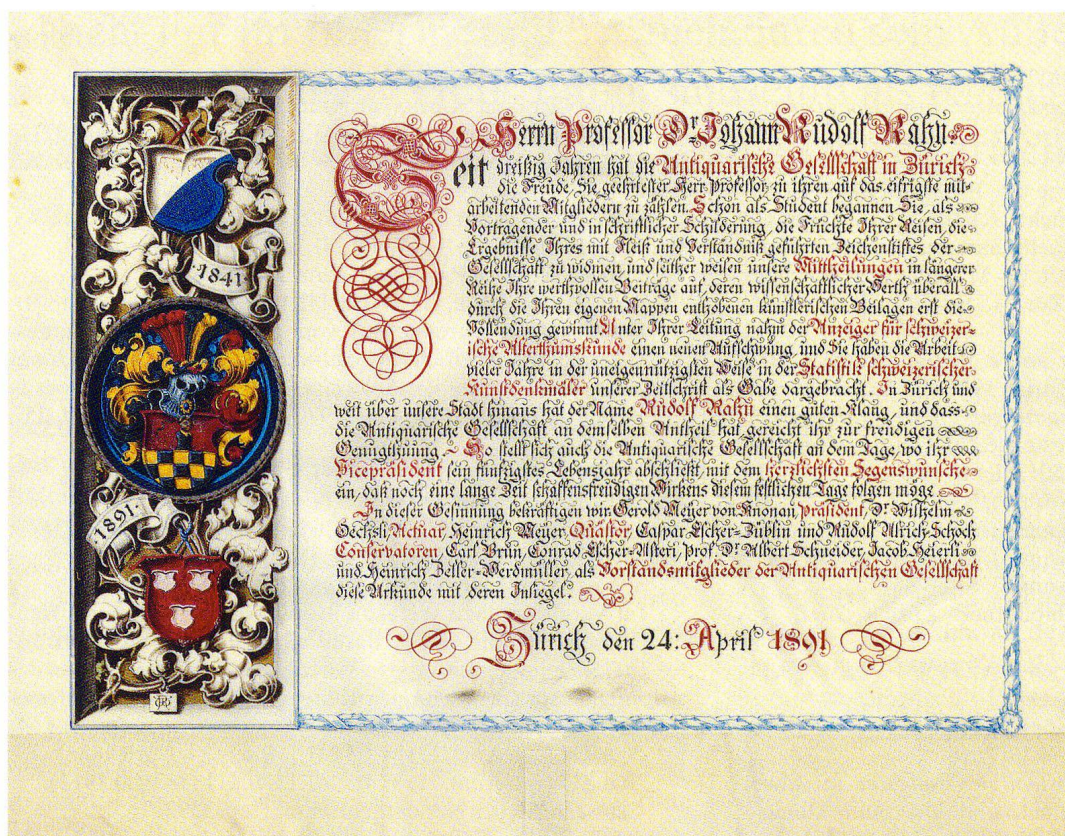 1841
1891
Herrn Professor Dr. Johann Rudolf Rahn.
Seit dreißig Jahren hat die Antiquarische Gesellschaft in Zürich
die Freude, Sie, geehrtester Herr Professor, zu ihren auf das eifrigste mit-
arbeitenden Mitgliedern zu zählen. Schon als Student begannen Sie, als
Vortragender und in schriftlicher Schilderung, die Früchte Ihrer Reisen, die
Ergebnisse Ihres mit Fleiß und Verständniß geführten Zeichenstiftes der
Gesellschaft zu widmen, und seither weisen unsere Mittheilungen in längerer
Reihe Ihre werthvollen Beiträge auf, deren wissenschaftlicher Werth überall
durch die Ihren eigenen Mappen enthobenen künstlerischen Beilagen erst die
Vollendung gewinnt. Unter Ihrer Leitung nahm der Anzeiger für schweizer-
ische Alterthumskunde einen neuen Aufschwung, und Sie haben die Arbeit
vieler Jahre in der uneigennützigsten Weise in der Statistik schweizerischer
Kunstdenkmäler unserer Zeitschrift als Gabe dargebracht. In Zürich und
weit über unsere Stadt hinaus hat der Name Rudolf Rahn einen guten Klang, und dass
die Antiquarische Gesellschaft an demselben Antheil hat, gereicht ihr zur freudigen
Genugthuung. So stellt sich auch die Antiquarische Gesellschaft an dem Tage, wo ihr
Vicepräsident sein fünfzigstes Lebensjahr abschließt, mit dem herzlichsten Segenswunsche
ein, daß noch eine lange Zeit schaffensfreudigen Wirkens diesem festlichen Tage folgen möge.
In dieser Gesinnung bekräftigen wir, Gerold Meyer von Knonau, Präsident, Dr. Wilhelm
Oechsli, Actuar, Heinrich Meyer, Quästor, Caspar Escher-Züblin und Rudolf Ulrich-Schoch
Conservatoren, Carl Brun, Conrad Escher-Usteri, Prof. Dr. Albert Schneider, Jacob Heierli
und Heinrich Zeller-Werdmüller, als Vorstandsmitglieder der Antiquarischen Gesellschaft
diese Urkunde mit deren Insiegel.
Zürich den 24: April 1891